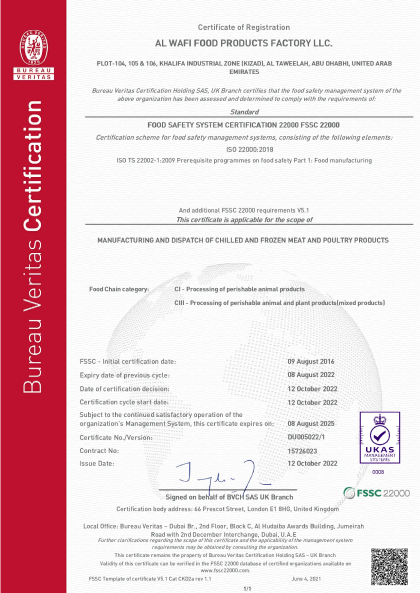 BUREAU
VERITAS
Bureau Veritas Certification
Certificate of Registration
AL WAFI FOOD PRODUCTS FACTORY LLC.
PLOT-104, 105 & 106, KHALIFA INDUSTRIAL ZONE (KIZAD), AL TAWEELAH, ABU DHABHI, UNITED ARAB
EMIRATES
Bureau Veritas Certification Holding SAS, UK Branch certifies that the food safety management system of the
above organization has been assessed and determined to comply with the requirements of:
Standard
FOOD SAFETY SYSTEM CERTIFICATION 22000 FSSC 22000
Certification scheme for food safety management systems, consisting of the following elements:
ISO 22000:2018
ISO TS 22002-1:2009 Prerequisite programmes on food safety Part 1: Food manufacturing
And additional FSSC 22000 requirements V5.1
This certificate is applicable for the scope of
MANUFACTURING AND DISPATCH OF CHILLED AND FROZEN MEAT AND POULTRY PRODUCTS
Food Chain category: CI - Processing of perishable animal products
CIII - Processing of perishable animal and plant products(mixed products)
FSSC - Initial certification date: 09 August 2016
Expiry date of previous cycle: 08 August 2022
Date of certification decision: 12 October 2022
Certification cycle start date: 12 October 2022
Subject to the continued satisfactory operation of the
organization's Management System, this certificate expires on: 08 August 2025
Certificate No./Version: DU005022/1
Contract No: 15726023
Issue Date: 12 October 2022
UKAS
MANAGEMENT
SYSTEMS
0008
Signed on behalf of BVCH SAS UK Branch
FSSC 22000
Certification body address: 66 Prescot Street, London E1 8HG, United Kingdom
Local Office: Bureau Veritas – Dubai Br., 2nd Floor, Block C, Al Hudaiba Awards Building, Jumeirah
Road with 2nd December Interchange, Dubai, U.A.E
Further clarifications regarding the scope of this certificate and the applicability of the management system
requirements may be obtained by consulting the organization.
This certificate remains the property of Bureau Veritas Certification Holding SAS – UK Branch
Validity of this certificate can be verified in the FSSC 22000 database of certified organizations available on
www.fssc22000.com.
FSSC Template of certificate V5.1 Cat CKD2a rev 1.1 June 4, 2021
1/1